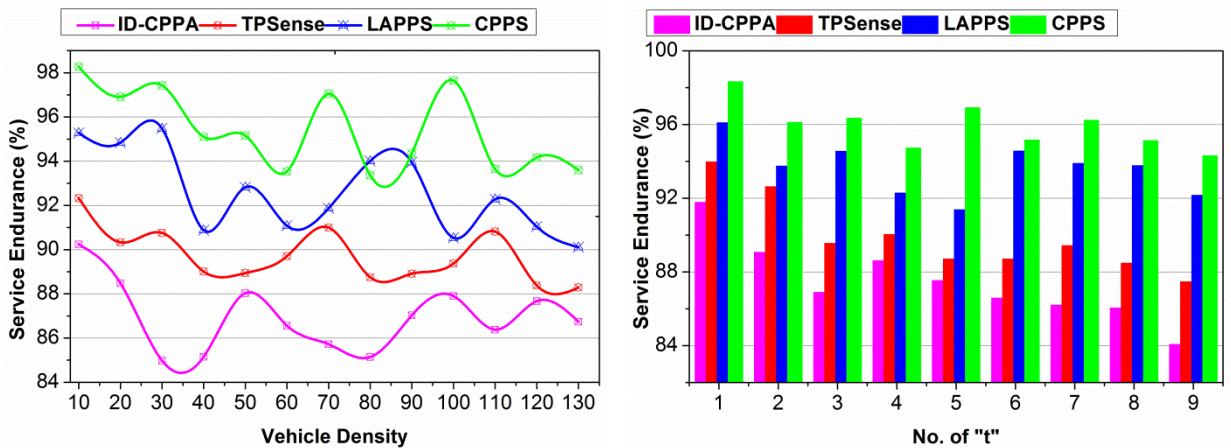 ID-CPPA TPSense LAPPS CPPS
98
96
94
92
90
88
86
84
Service Endurance (%)
10 20 30 40 50 60 70 80 90 100 110 120 130
Vehicle Density
ID-CPPA TPSense LAPPS CPPS
100
96
92
88
84
Service Endurance (%)
1 2 3 4 5 6 7 8 9
No. of "t"